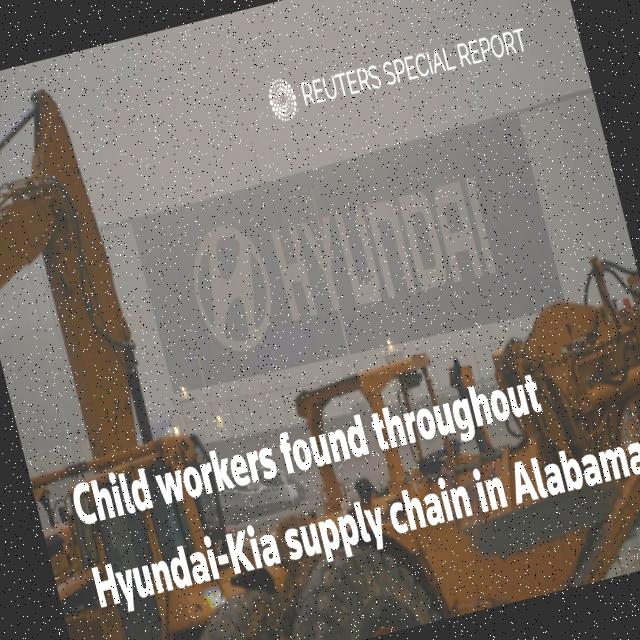 REUTERS SPECIAL REPORT
HYUNDAI
Child workers found throughout
Hyundai-Kia supply chain in Alabama